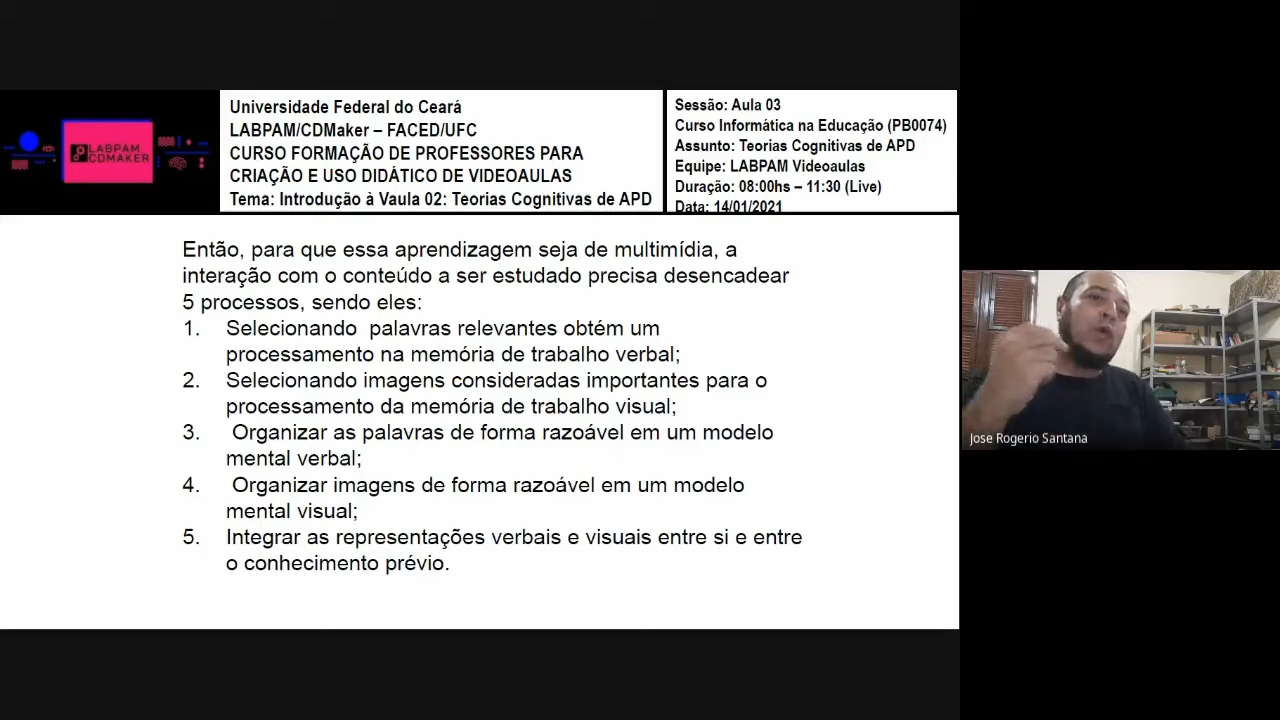 LABPAM
CDMAKER
Universidade Federal do Ceará
LABPAM/CDMaker – FACED/UFC
CURSO FORMAÇÃO DE PROFESSORES PARA
CRIAÇÃO E USO DIDÁTICO DE VIDEOAULAS
Tema: Introdução à Vaula 02: Teorias Cognitivas de APD
Sessão: Aula 03
Curso Informática na Educação (PB0074)
Assunto: Teorias Cognitivas de APD
Equipe: LABPAM Videoaulas
Duração: 08:00hs – 11:30 (Live)
Data: 14/01/2021
Então, para que essa aprendizagem seja de multimídia, a
interação com o conteúdo a ser estudado precisa desencadear
5 processos, sendo eles:
1. Selecionando palavras relevantes obtém um
processamento na memória de trabalho verbal;
2. Selecionando imagens consideradas importantes para o
processamento da memória de trabalho visual;
3. Organizar as palavras de forma razoável em um modelo
mental verbal;
4. Organizar imagens de forma razoável em um modelo
mental visual;
5. Integrar as representações verbais e visuais entre si e entre
o conhecimento prévio.
Jose Rogerio Santana